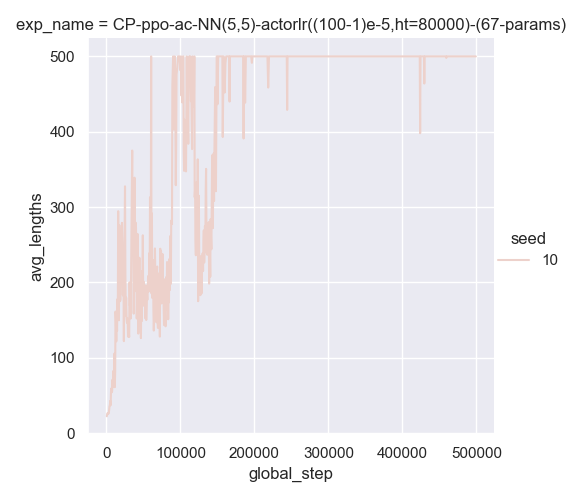 exp_name = CP-ppo-ac-NN(5,5)-actorlr((100-1)e-5,ht=80000)-(67-params)
500
400
300
200
100
0
avg_lengths
0 100000 200000 300000 400000 500000
global_step
seed
10